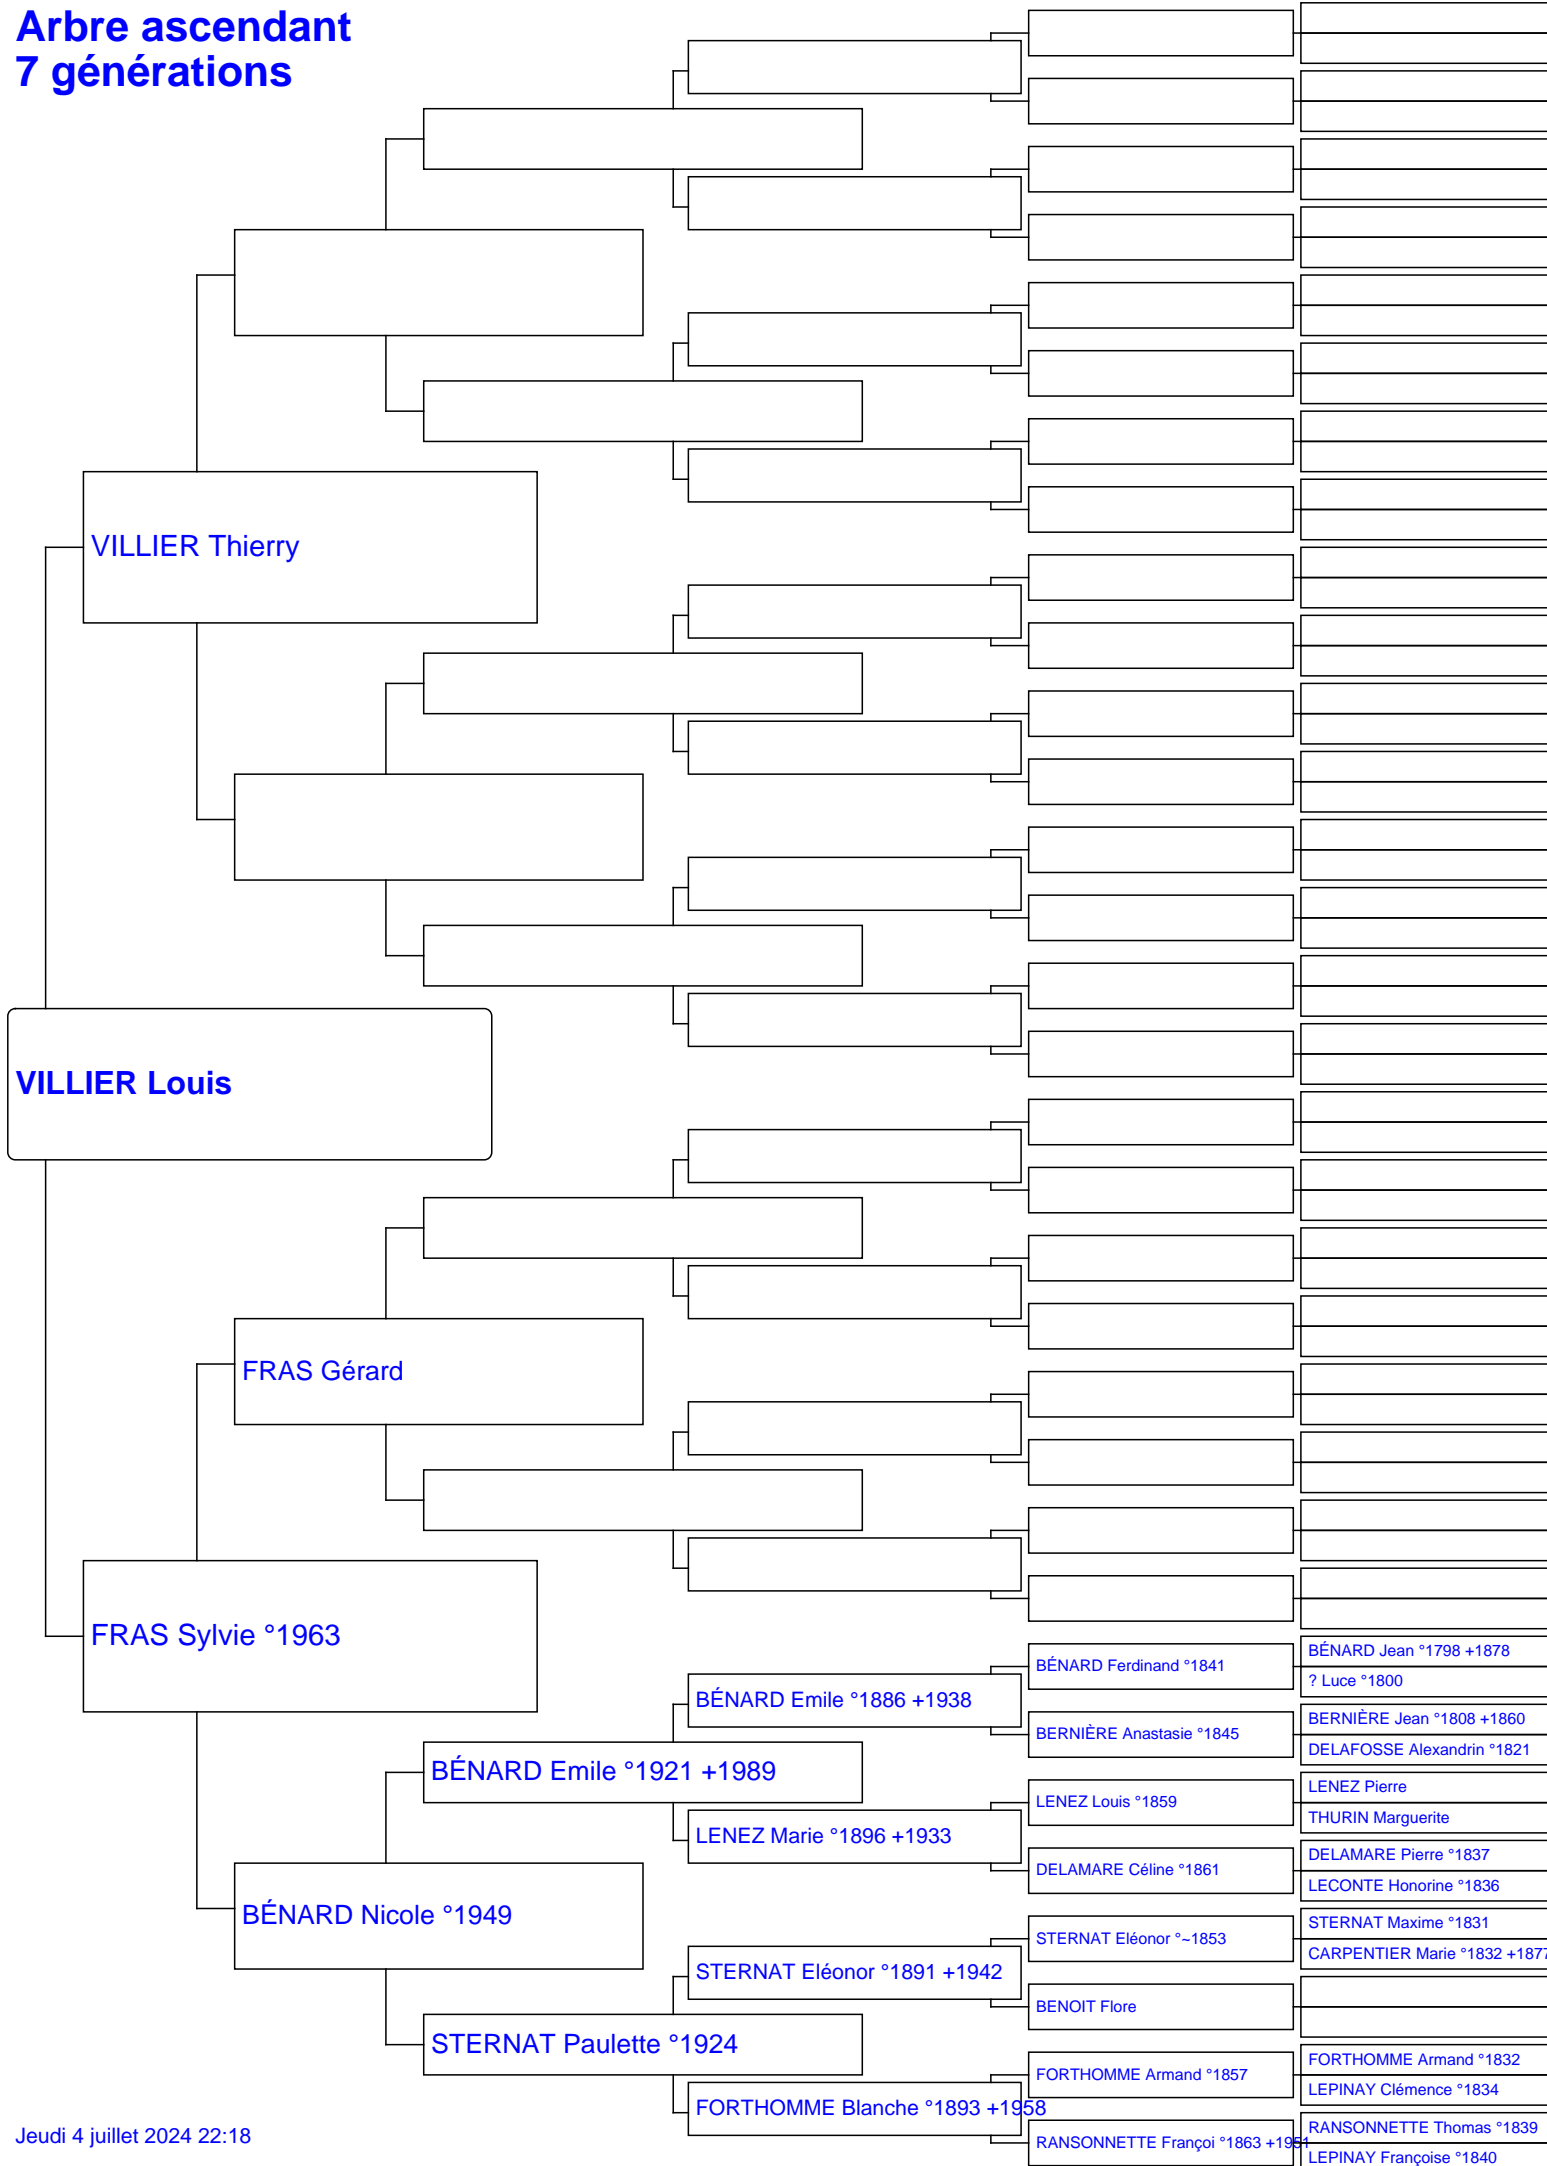 Arbre ascendant
7 générations
VILLIER Thierry
VILLIER Louis
FRAS Gérard
FRAS Sylvie °1963
BÉNARD Jean °1798 +1878
BÉNARD Ferdinand °1841
? Luce °1800
BÉNARD Emile °1886 +1938
BERNIÈRE Jean °1808 +1860
BERNIÈRE Anastasie °1845
DELAFOSSE Alexandrin °1821
BÉNARD Emile °1921 +1989
LENEZ Pierre
LENEZ Louis °1859
THURIN Marguerite
LENEZ Marie °1896 +1933
DELAMARE Pierre °1837
DELAMARE Céline °1861
LECONTE Honorine °1836
BÉNARD Nicole °1949
STERNAT Maxime °1831
STERNAT Eléonor °~1853
CARPENTIER Marie °1832 +1877
STERNAT Eléonor °1891 +1942
BENOIT Flore
STERNAT Paulette °1924
FORTHOMME Armand °1832
FORTHOMME Armand °1857
LEPINAY Clémence °1834
FORTHOMME Blanche °1893 +1958
RANSONNETTE Thomas °1839
RANSONNETTE Françoi °1863 +1951
LEPINAY Françoise °1840
Jeudi 4 juillet 2024 22:18